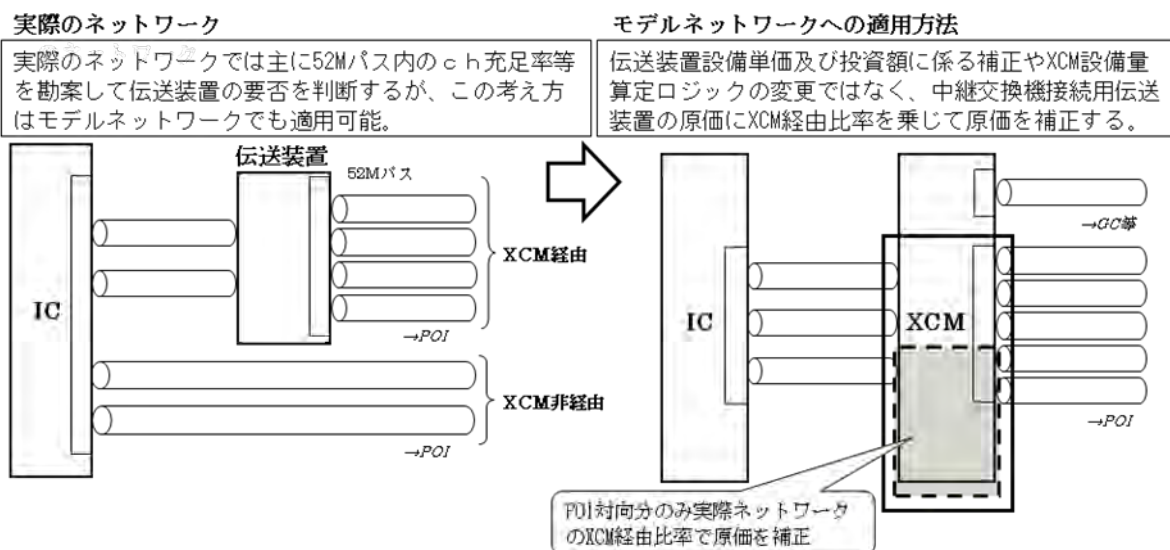 実際のネットワーク
実際のネットワークでは主に52Mパス内のｃｈ充足率等
を勘案して伝送装置の要否を判断するが、この考え方
はモデルネットワークでも適用可能。
伝送装置
52Mパス
XCM経由
IC
→POI
XCM非経由
→POI
モデルネットワークへの適用方法
伝送装置設備単価及び投資額に係る補正やXCM設備量
算定ロジックの変更ではなく、中継交換機接続用伝送
装置の原価にXCM経由比率を乗じて原価を補正する。
→GC等
IC
XCM
→POI
POI対向分のみ実際ネットワーク
のXCM経由比率で原価を補正